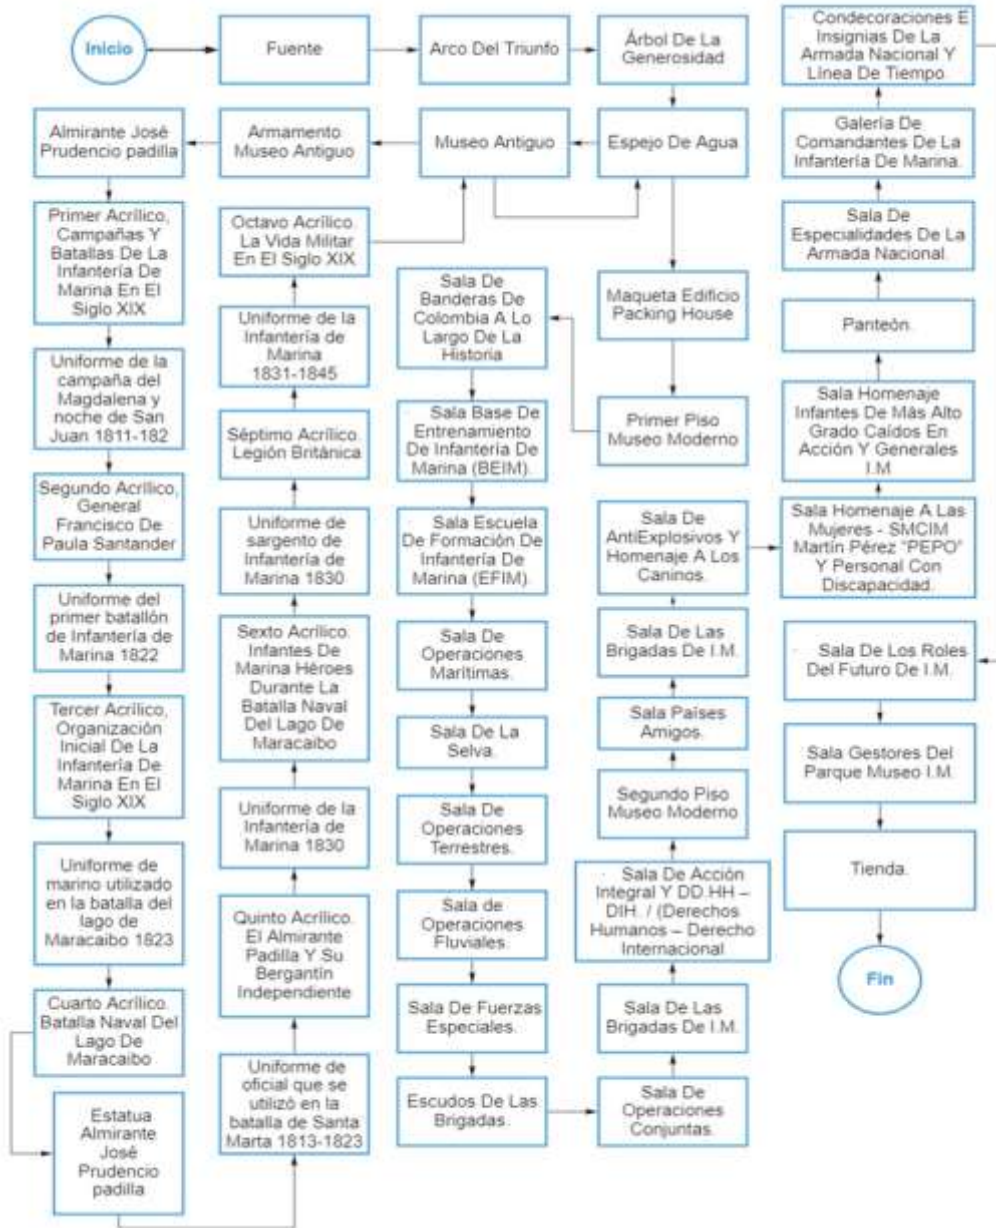 Inicio
Fuente
Arco Del Triunfo
Árbol De La
Generosidad
Espejo De Agua
Museo Antiguo
Armamento
Museo Antiguo
Almirante José
Prudencio padilla
Primer Acrílico,
Campañas Y
Batallas De La
Infantería De
Marina En El
Siglo XIX
Uniforme de la
campaña del
Magdalena y
noche de San
Juan 1811-182
Segundo Acrílico,
General
Francisco De
Paula Santander
Uniforme del
primer batallón
de Infantería de
Marina 1822
Tercer Acrílico,
Organización
Inicial De La
Infantería De
Marina En El
Siglo XIX
Uniforme de
marino utilizado
en la batalla del
lago de
Maracaibo 1823
Cuarto Acrílico.
Batalla Naval Del
Lago De
Maracaibo
Estatua
Almirante
José
Prudencio
padilla
Uniforme de
oficial que se
utilizó en la
batalla de Santa
Marta 1813-1823
Quinto Acrílico.
El Almirante
Padilla Y Su
Bergantín
Independiente
Uniforme de la
Infantería de
Marina 1830
Sexto Acrílico.
Infantes De
Marina Héroes
Durante La
Batalla Naval
Del Lago De
Maracaibo
Uniforme de
sargento de
Infantería de
Marina 1830
Séptimo Acrílico.
Legión Británica
Uniforme de la
Infantería de
Marina
1831-1845
Octavo Acrílico.
La Vida Militar
En El Siglo XIX
Maqueta Edificio
Packing House
Primer Piso
Museo Moderno
Sala De
Banderas De
Colombia A Lo
Largo De La
Historia
Sala Base De
Entrenamiento
De Infantería De
Marina (BEIM).
Sala Escuela
De Formación De
Infantería De
Marina (EFIM).
Sala De
Operaciones
Marítimas.
Sala De La
Selva.
Sala De
Operaciones
Terrestres.
Sala de
Operaciones
Fluviales.
Sala De Fuerzas
Especiales.
Escudos De Las
Brigadas.
Sala De
Operaciones
Conjuntas.
Sala De Las
Brigadas De I.M.
Sala De Acción
Integral Y DD.HH –
DIH. / (Derechos
Humanos – Derecho
Internacional
Segundo Piso
Museo Moderno
Sala Países
Amigos.
Sala De Las
Brigadas De I.M.
Sala De
AntiExplosivos Y
Homenaje A Los
Caninos.
Sala Homenaje A Las
Mujeres - SMCIM
Martín Pérez "PEPO"
Y Personal Con
Discapacidad.
Sala Homenaje
Infantes De Más Alto
Grado Caídos En
Acción Y Generales
I.M
Panteón.
Sala De
Especialidades De La
Armada Nacional.
Galería De
Comandantes De La
Infantería De Marina.
Condecoraciones E
Insignias De La
Armada Nacional Y
Línea De Tiempo.
Sala De Los Roles
Del Futuro De I.M.
Sala Gestores Del
Parque Museo I.M.
Tienda.
Fin